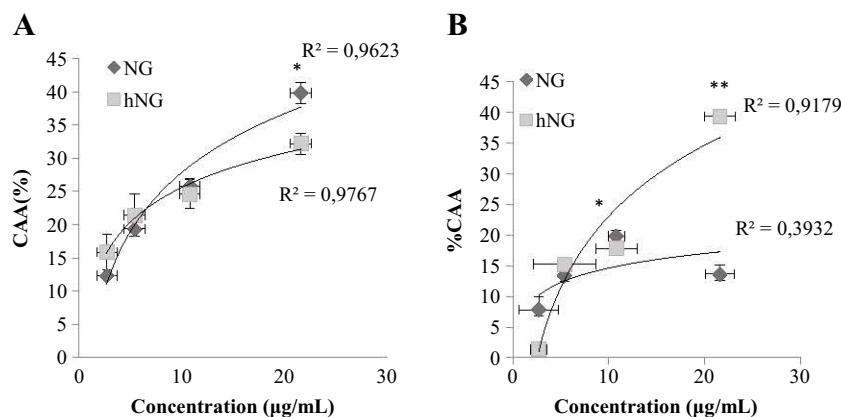 A
R² = 0,9623
*
NG
hNG
45
40
35
30
25
20
15
10
5
0
CAA(%)
R² = 0,9767
0
10
20
30
Concentration (μg/mL)
B
NG
hNG
**
R² = 0,9179
*
R² = 0,3932
45
40
35
30
25
20
15
10
5
0
%CAA
0
10
20
30
Concentration (μg/mL)